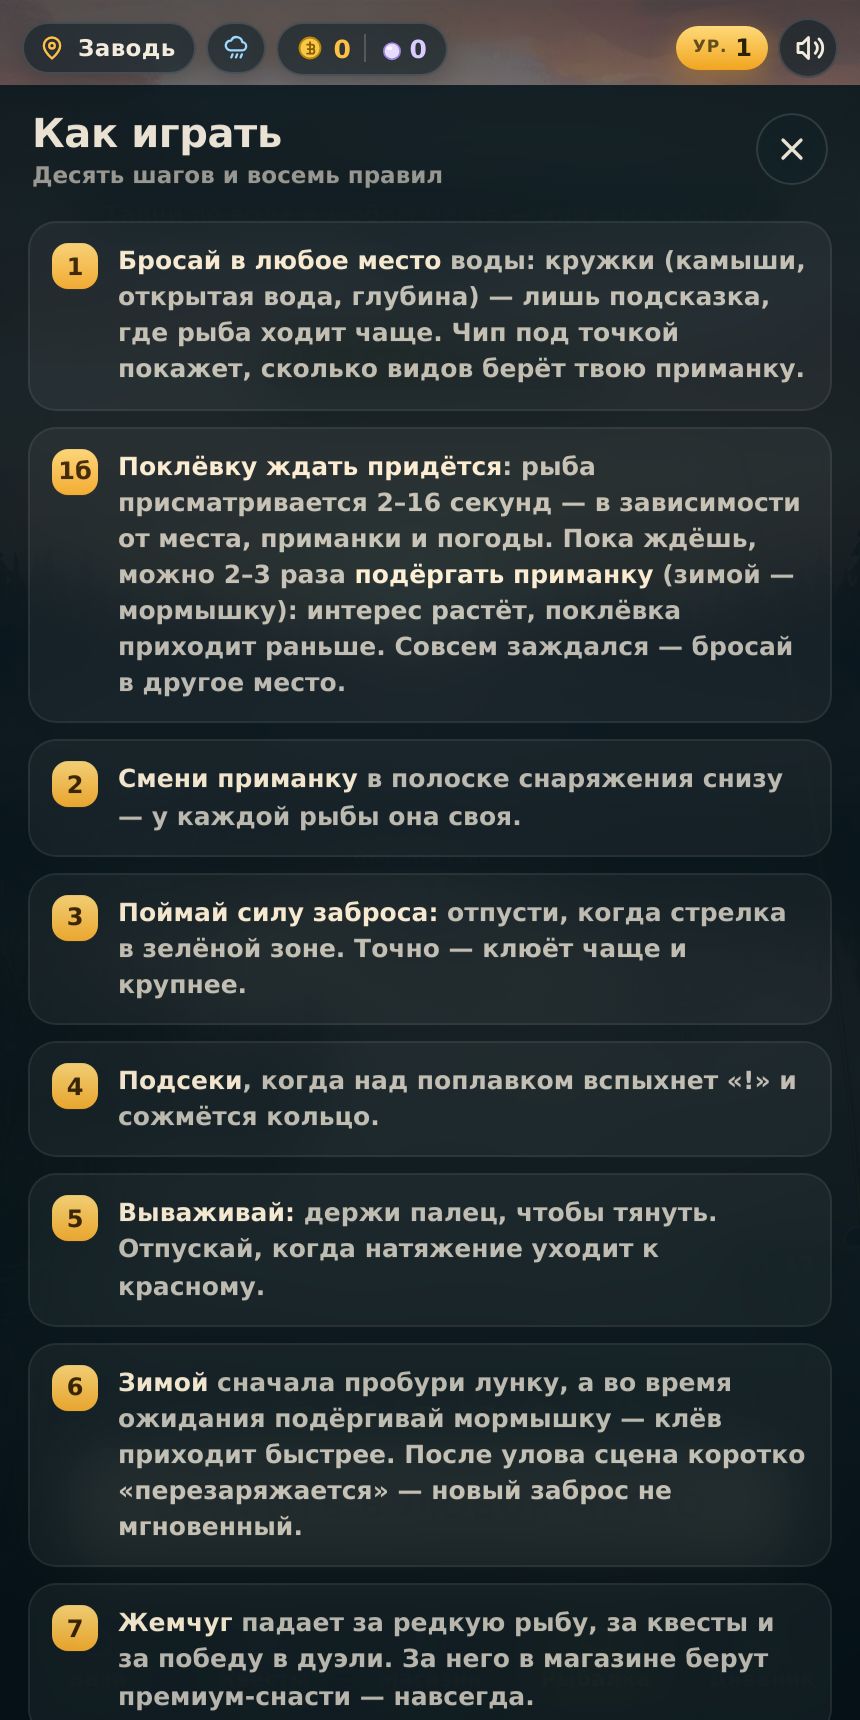 Заводь
0
0
УР. 1
Как играть
Десять шагов и восемь правил
1
Бросай в любое место воды: кружки (камыши,
открытая вода, глубина) — лишь подсказка,
где рыба ходит чаще. Чип под точкой
покажет, сколько видов берёт твою приманку.
1б
Поклёвку ждать придётся: рыба
присматривается 2–16 секунд — в зависимости
от места, приманки и погоды. Пока ждёшь,
можно 2–3 раза подёргать приманку (зимой —
мормышку): интерес растёт, поклёвка
приходит раньше. Совсем заждался — бросай
в другое место.
2
Смени приманку в полоске снаряжения снизу
— у каждой рыбы она своя.
3
Поймай силу заброса: отпусти, когда стрелка
в зелёной зоне. Точно — клюёт чаще и
крупнее.
4
Подсеки, когда над поплавком вспыхнет «!» и
сожмётся кольцо.
5
Вываживай: держи палец, чтобы тянуть.
Отпускай, когда натяжение уходит к
красному.
6
Зимой сначала пробури лунку, а во время
ожидания подёргивай мормышку — клёв
приходит быстрее. После улова сцена коротко
«перезаряжается» — новый заброс не
мгновенный.
7
Жемчуг падает за редкую рыбу, за квесты и
за победу в дуэли. За него в магазине берут
премиум-снасти — навсегда.